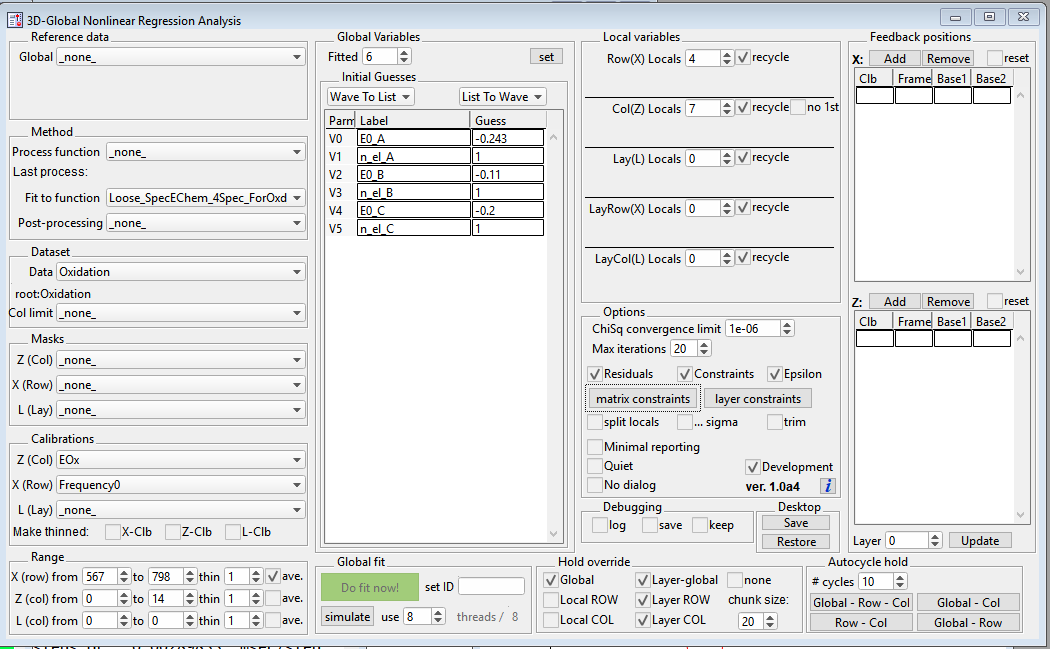 3D-Global Nonlinear Regression Analysis
Reference data
Global _none_
Method
Process function _none_
Last process:
Fit to function Loose_SpecEChem_4Spec_ForOxd
Post-processing _none_
Dataset
Data Oxidation
root:Oxidation
Col limit _none_
Masks
Z (Col) _none_
X (Row) _none_
L (Lay) _none_
Calibrations
Z (Col) EOx
X (Row) Frequency0
L (Lay) _none_
Make thinned: X-Clb Z-Clb L-Clb
Range
X (row) from 567 to 798 thin 1 ave.
Z (col) from 0 to 14 thin 1 ave.
L (col) from 0 to 0 thin 1 ave.
Global Variables
Fitted 6 set
Initial Guesses
Wave To List List To Wave
Parm Label Guess
V0 E0_A -0.243
V1 n_el_A 1
V2 E0_B -0.11
V3 n_el_B 1
V4 E0_C -0.2
V5 n_el_C 1
Global fit
Do fit now! set ID
simulate use 8 threads / 8
Local variables
Row(X) Locals 4 recycle
Col(Z) Locals 7 recycle no 1st
Lay(L) Locals 0 recycle
LayRow(X) Locals 0 recycle
LayCol(L) Locals 0 recycle
Options
ChiSq convergence limit 1e-06
Max iterations 20
Residuals Constraints Epsilon
matrix constraints layer constraints
split locals ... sigma trim
Minimal reporting
Quiet Development
No dialog ver. 1.0a4 i
Debugging
log save keep
Desktop
Save
Restore
Hold override
Global Layer-global none
Local ROW Layer ROW chunk size:
Local COL Layer COL 20
Feedback positions
X: Add Remove reset
Clb Frame Base1 Base2
Z: Add Remove reset
Clb Frame Base1 Base2
Layer 0 Update
Autocycle hold
# cycles 10
Global - Row - Col Global - Col
Row - Col Global - Row